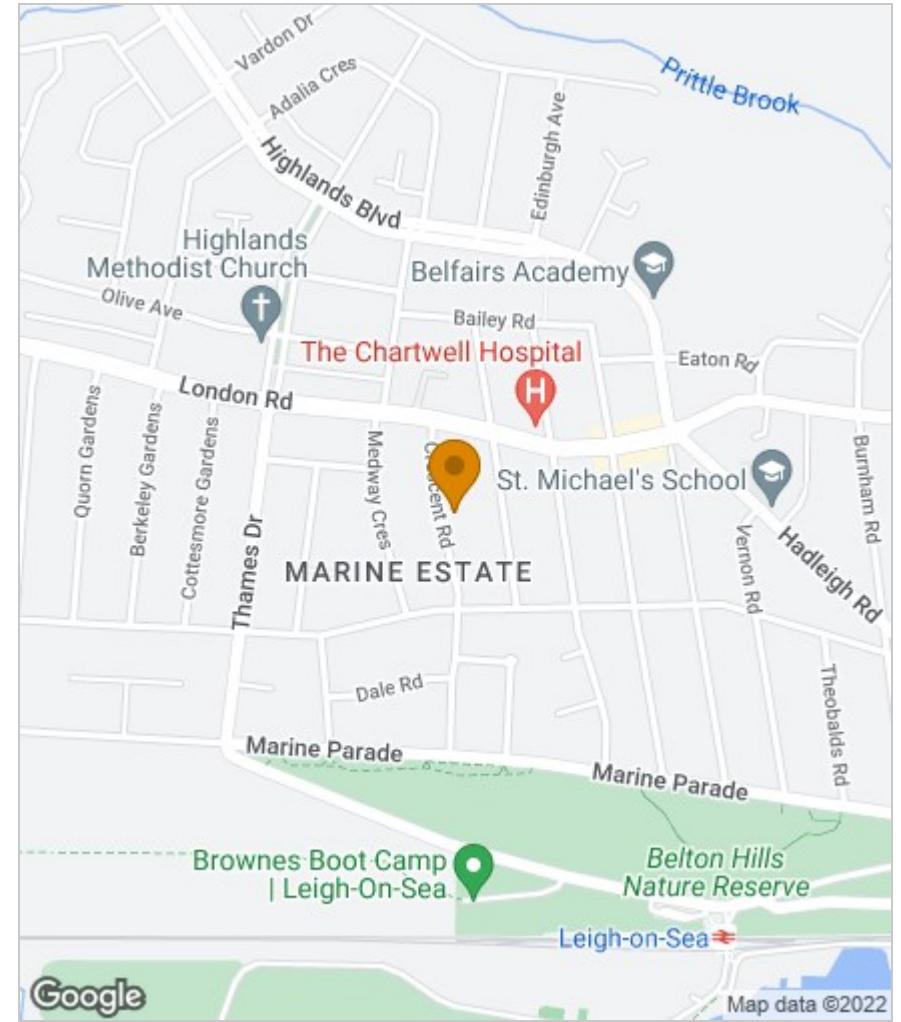 Vardon Dr
Adalia Cres
Prittle Brook
Edinburgh Ave
Highlands Blvd
Highlands
Methodist Church
Belfairs Academy
Olive Ave
Bailey Rd
The Chartwell Hospital
H
Eaton Rd
London Rd
Quorn Gardens
Berkeley Gardens
Cottesmore Gardens
Medway Cres
Crescent Rd
St. Michael's School
Burnham Rd
Thames Dr
MARINE ESTATE
Vernon Rd
Hadleigh Rd
Dale Rd
Theobalds Rd
Marine Parade
Marine Parade
Brownes Boot Camp
| Leigh-On-Sea
Belton Hills
Nature Reserve
Leigh-on-Sea
Google
Map data ©2022